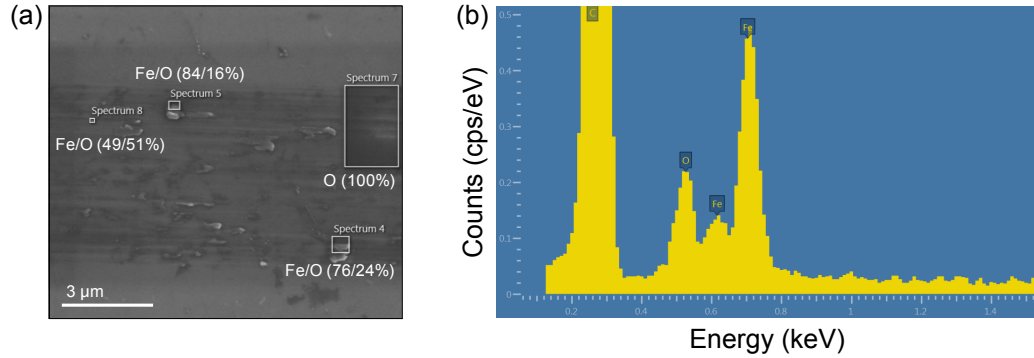 (a)
Fe/O (84/16%)
Spectrum 7
Spectrum 5
Spectrum 8
Fe/O (49/51%)
O (100%)
Spectrum 4
Fe/O (76/24%)
3 µm
(b)
Counts (cps/eV)
0.5
0.4
0.3
0.2
0.1
0
C
O
Fe
Fe
0.2
0.4
0.6
0.8
1
1.2
1.4
Energy (keV)